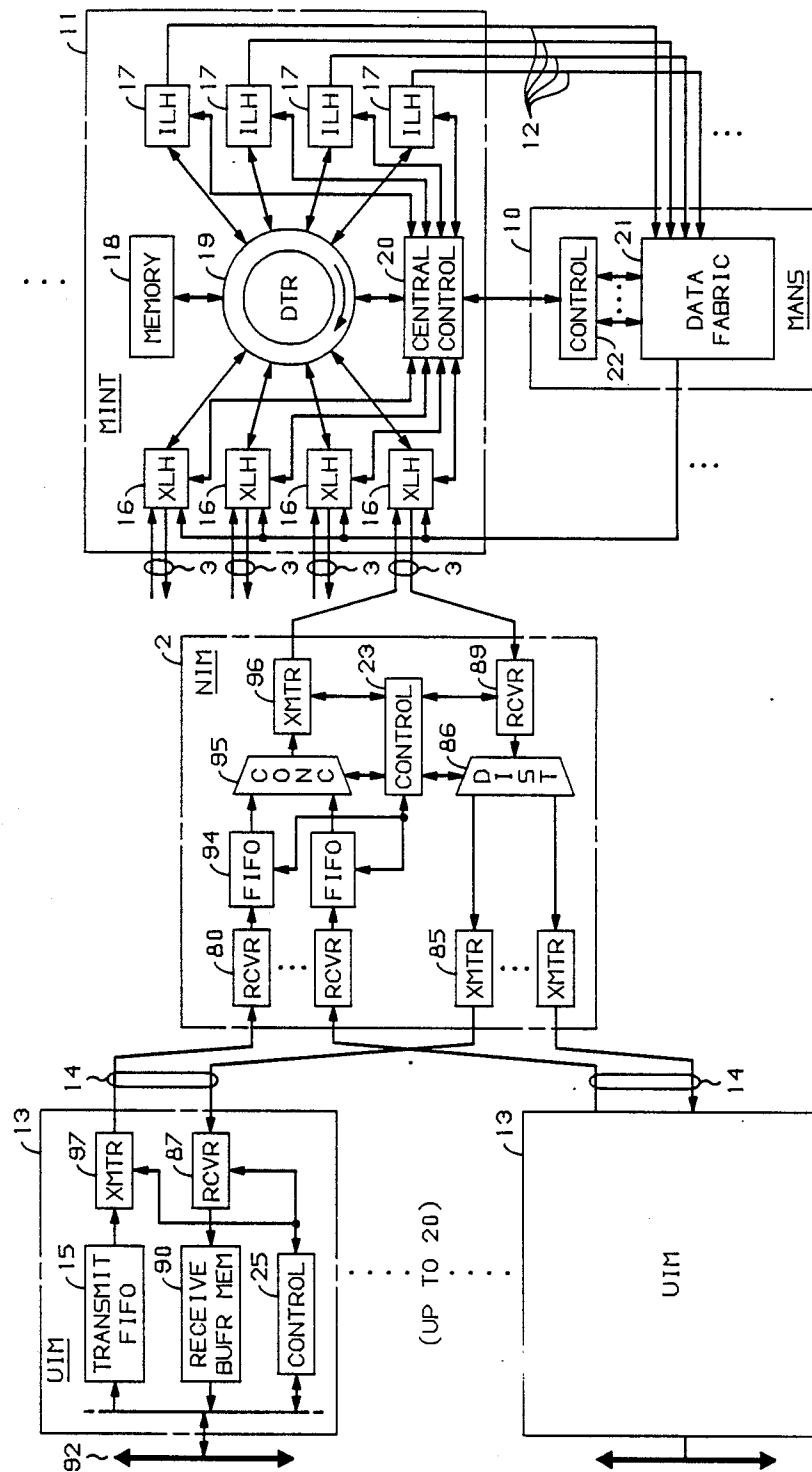 92
13
UIM
15
TRANSMIT
FIFO
97
XMTR
90
RECEIVE
BUFR MEM
87
RCVR
25
CONTROL
14
(UP TO 20)
13
UIM
14
2
NIM
80
RCVR
94
FIFO
RCVR
FIFO
95
CONC
96
XMTR
23
CONTROL
86
DIST
89
RCVR
85
XMTR
XMTR
3
3
3
3
11
MINT
16
XLH
16
XLH
16
XLH
16
XLH
18
MEMORY
19
DTR
20
CENTRAL
CONTROL
17
ILH
17
ILH
17
ILH
17
ILH
12
10
CONTROL
22
21
DATA
FABRIC
MANS